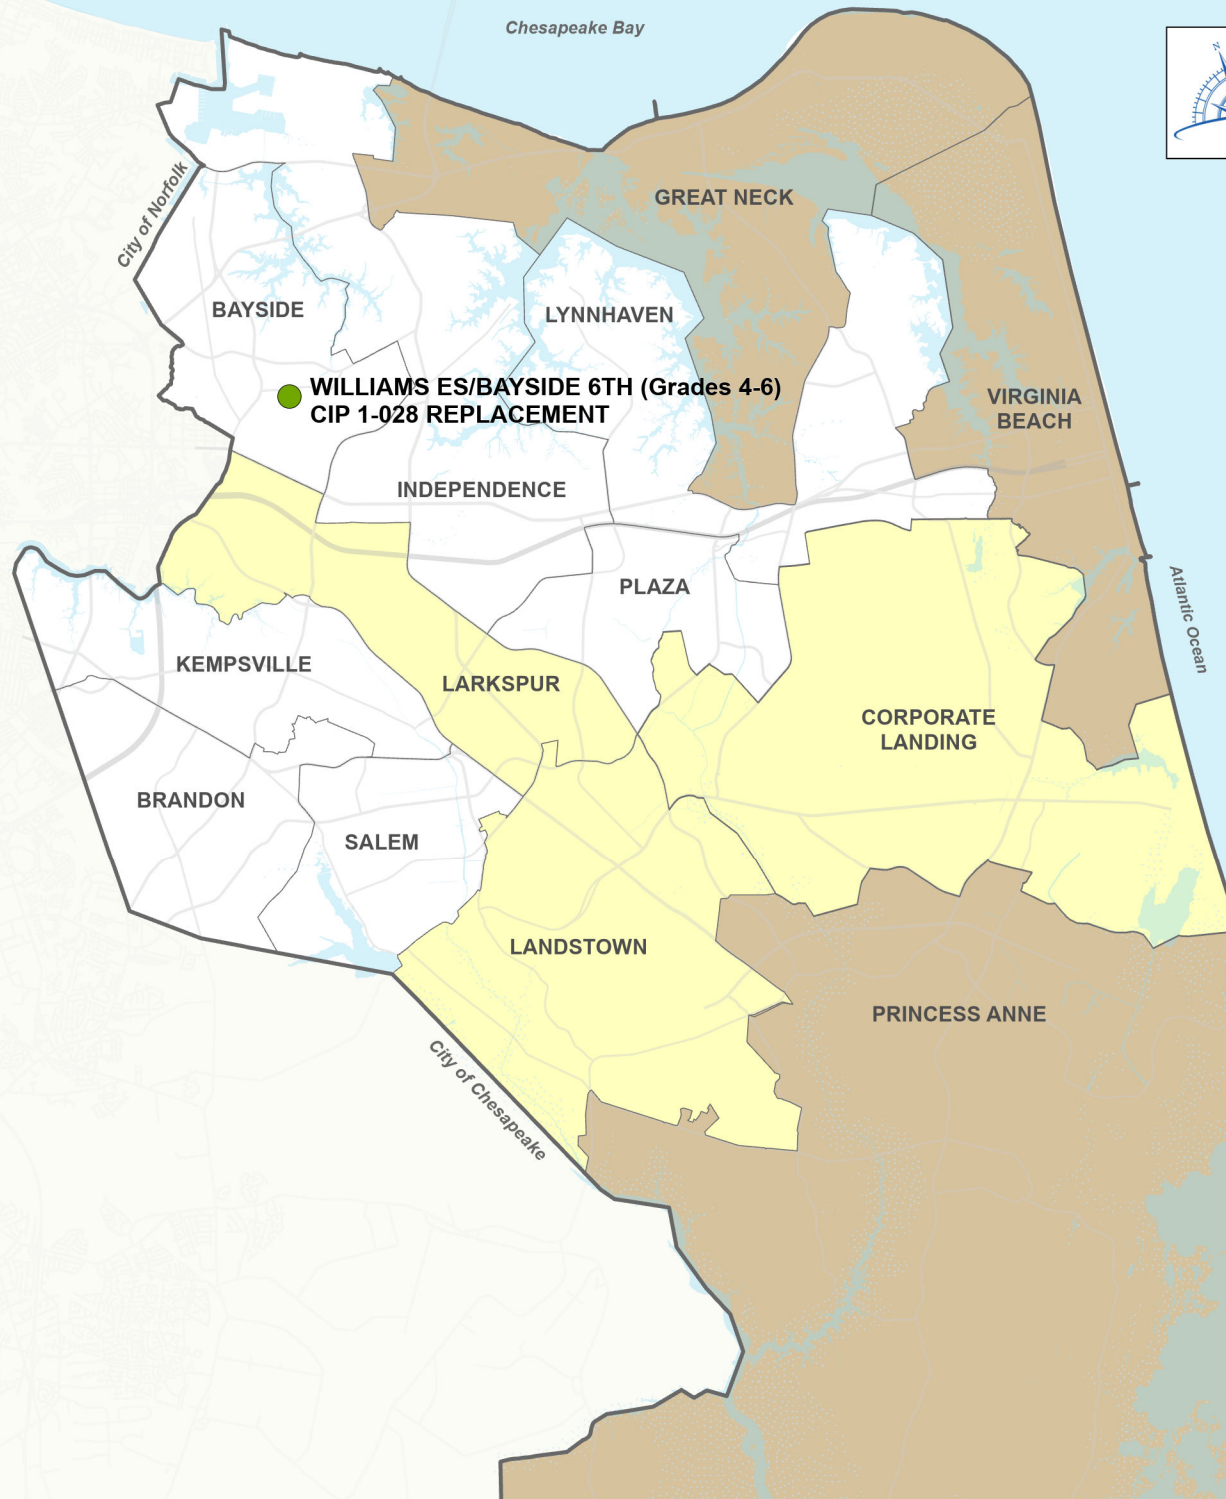 Chesapeake Bay
N
City of Norfolk
GREAT NECK
BAYSIDE
LYNNHAVEN
WILLIAMS ES/BAYSIDE 6TH (Grades 4-6)
CIP 1-028 REPLACEMENT
VIRGINIA
BEACH
INDEPENDENCE
PLAZA
Atlantic Ocean
KEMPSVILLE
LARKSPUR
CORPORATE
LANDING
BRANDON
SALEM
LANDSTOWN
PRINCESS ANNE
City of Chesapeake